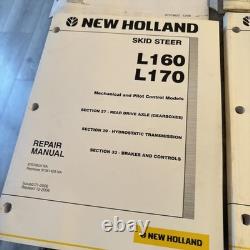 NEW HOLLAND
SKID STEER
L160
L170
Mechanical and Pilot Control Models
SECTION 27 - REAR DRIVE AXLE (GEARBOXES)
SECTION 29 - HYDROSTATIC TRANSMISSION
SECTION 33 - BRAKES AND CONTROLS
REPAIR
MANUAL
NEW HOLLAND